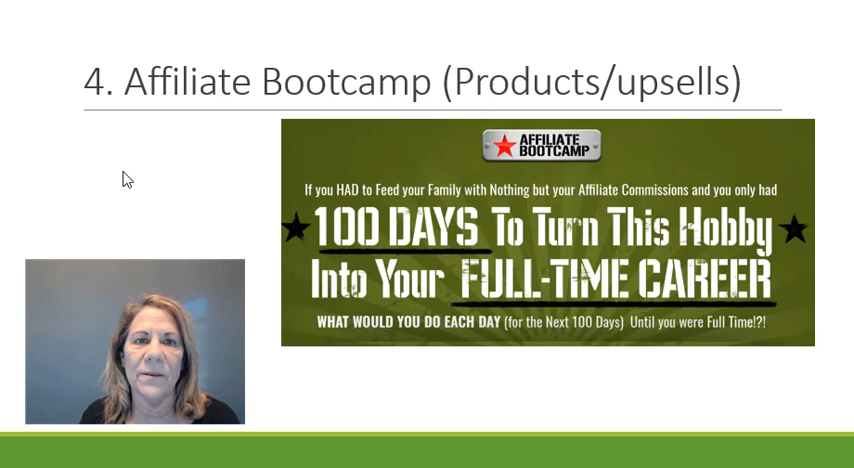 4. Affiliate Bootcamp (Products/upsells)
AFFILIATE
BOOTCAMP
If you HAD to Feed your Family with Nothing but your Affiliate Commissions and you only had
100 DAYS To Turn This Hobby
Into Your FULL-TIME CAREER
WHAT WOULD YOU DO EACH DAY (for the Next 100 Days) Until you were Full Time!?!